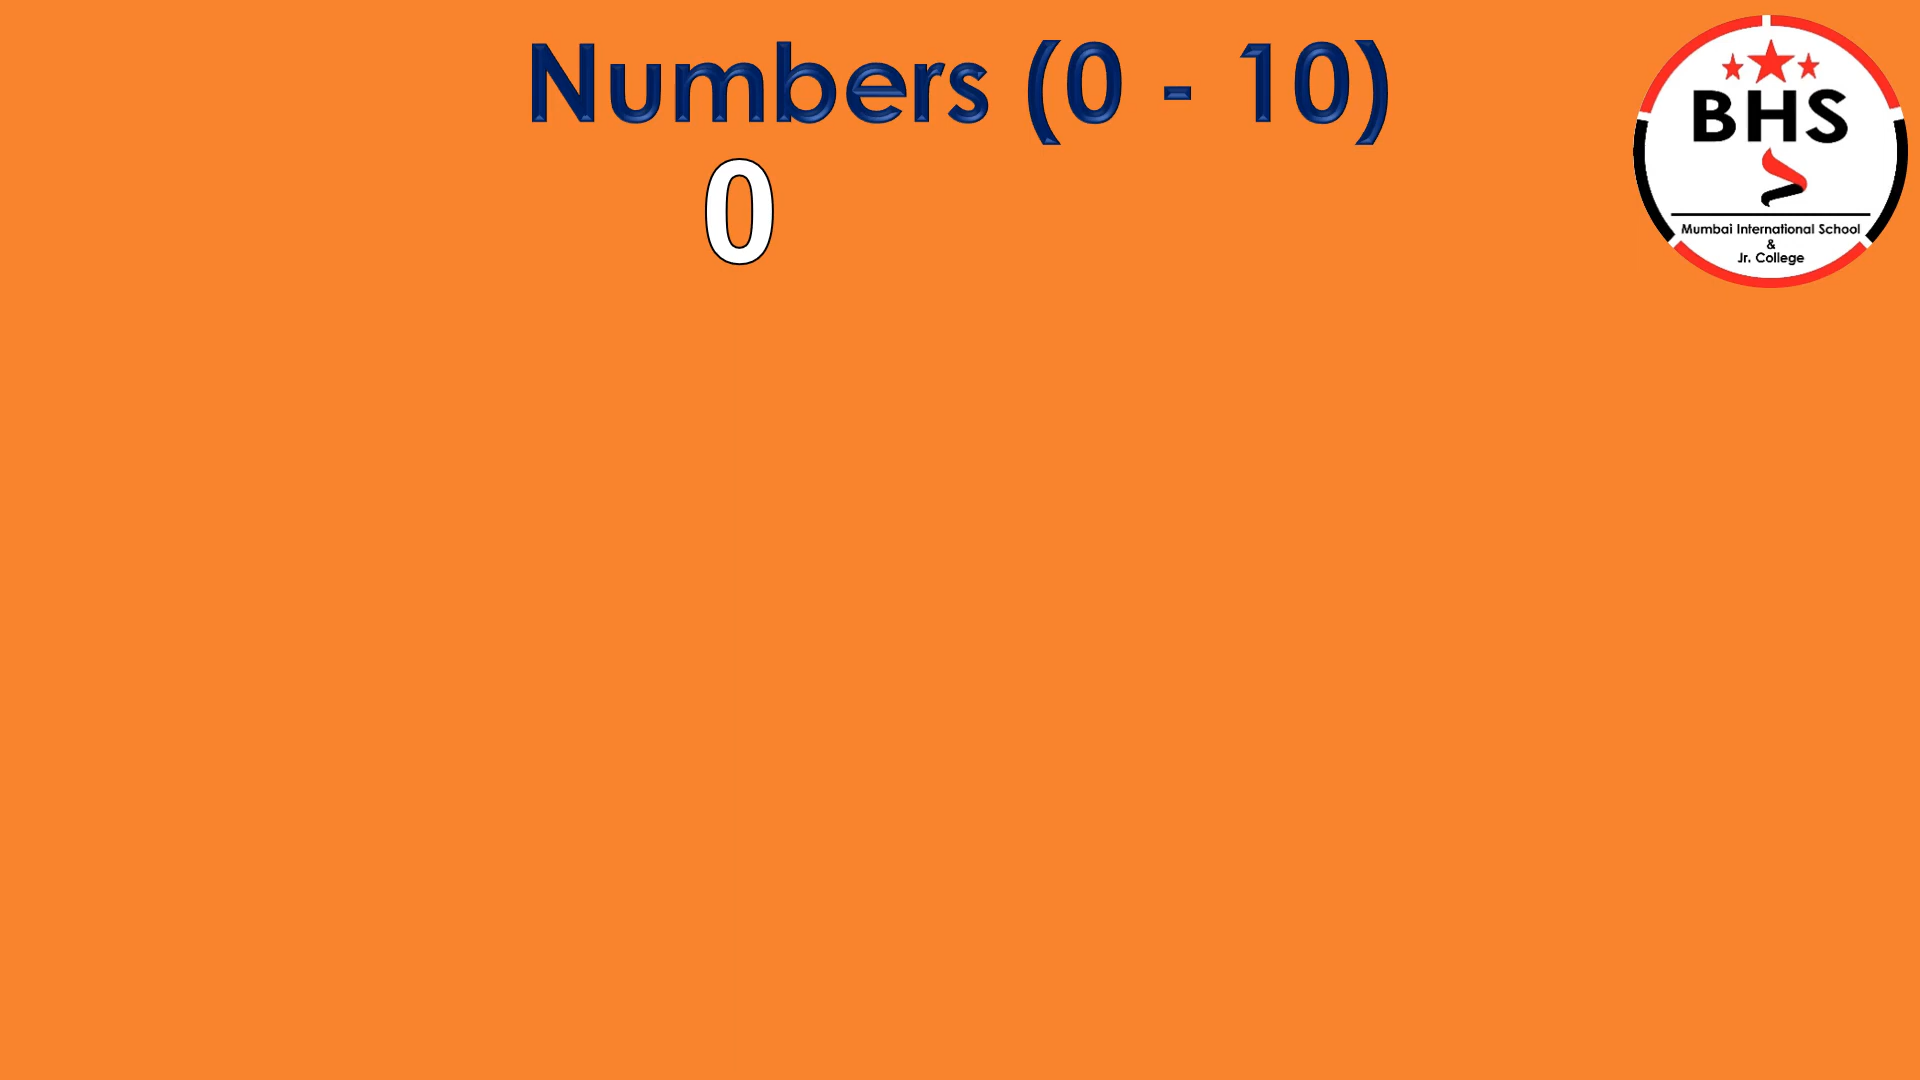 Numbers (0 - 10)
0
BHS
Mumbai International School
&
Jr. College